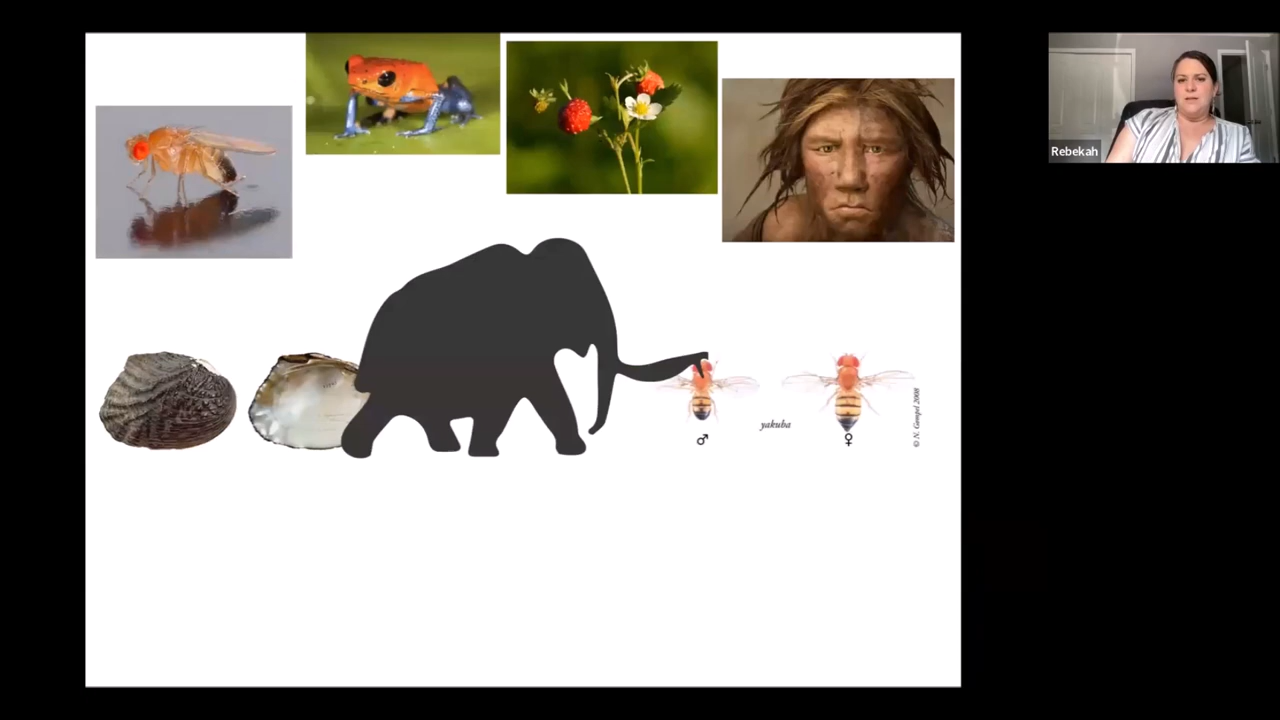 Rebekah
♂
yakuba
♀
© N. Gompel 2008